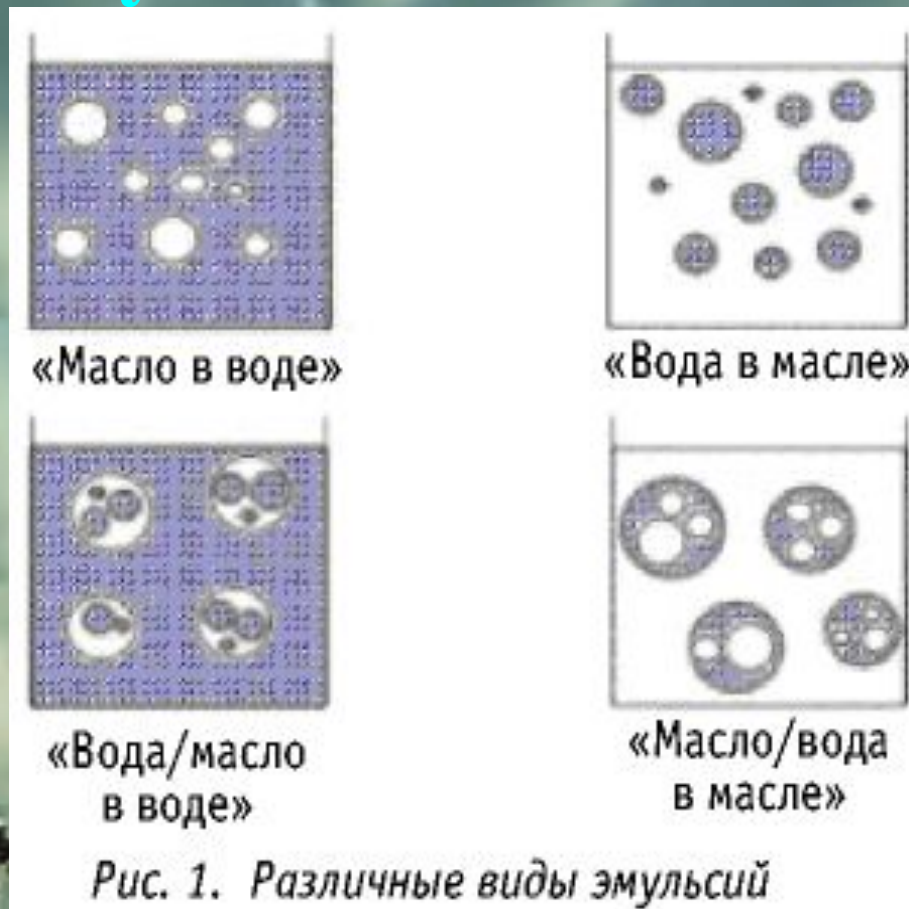 «Масло в воде»
«Вода в масле»
«Вода/масло
в воде»
«Масло/вода
в масле»
Рис. 1. Различные виды эмульсий